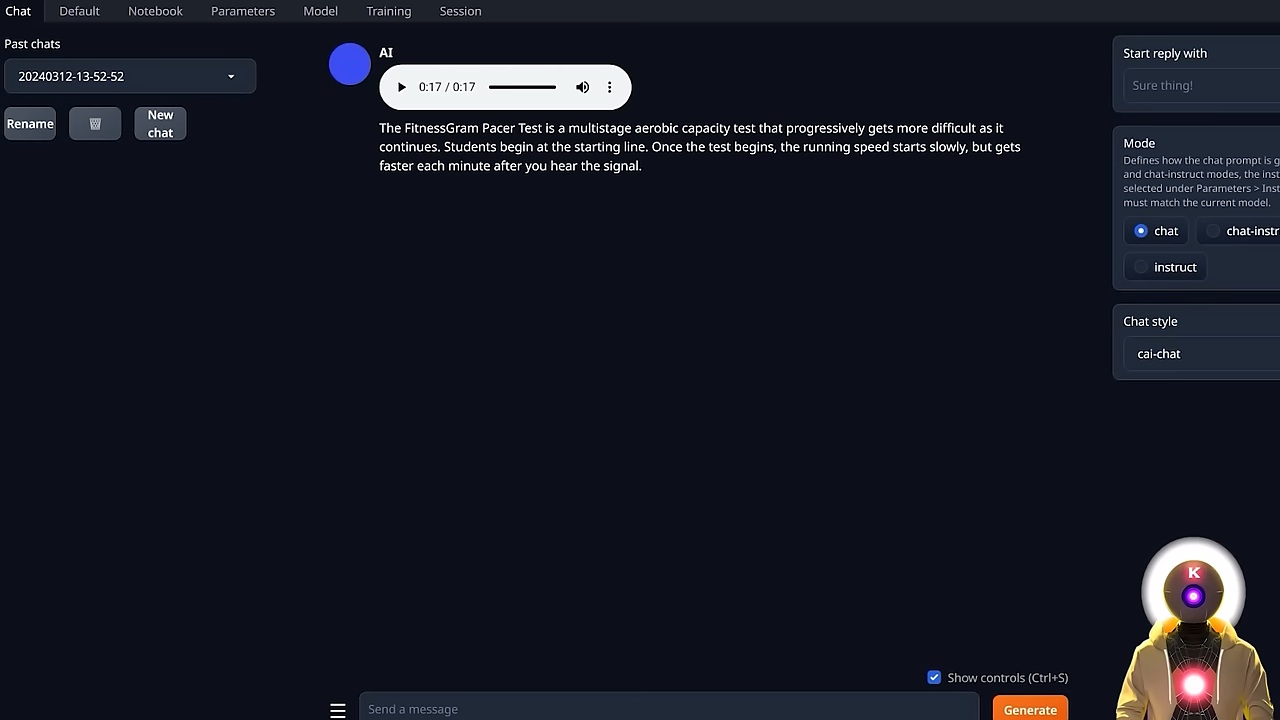 Chat
Default
Notebook
Parameters
Model
Training
Session
Past chats
20240312-13-52-52
Rename
New
chat
AI
0:17 / 0:17
The FitnessGram Pacer Test is a multistage aerobic capacity test that progressively gets more difficult as it
continues. Students begin at the starting line. Once the test begins, the running speed starts slowly, but gets
faster each minute after you hear the signal.
Start reply with
Sure thing!
Mode
Defines how the chat prompt is
and chat-instruct modes, the
selected under Parameters >
must match the current model.
chat
instruct
Chat style
cai-chat
K
Show controls (Ctrl+S)
Send a message
Generate